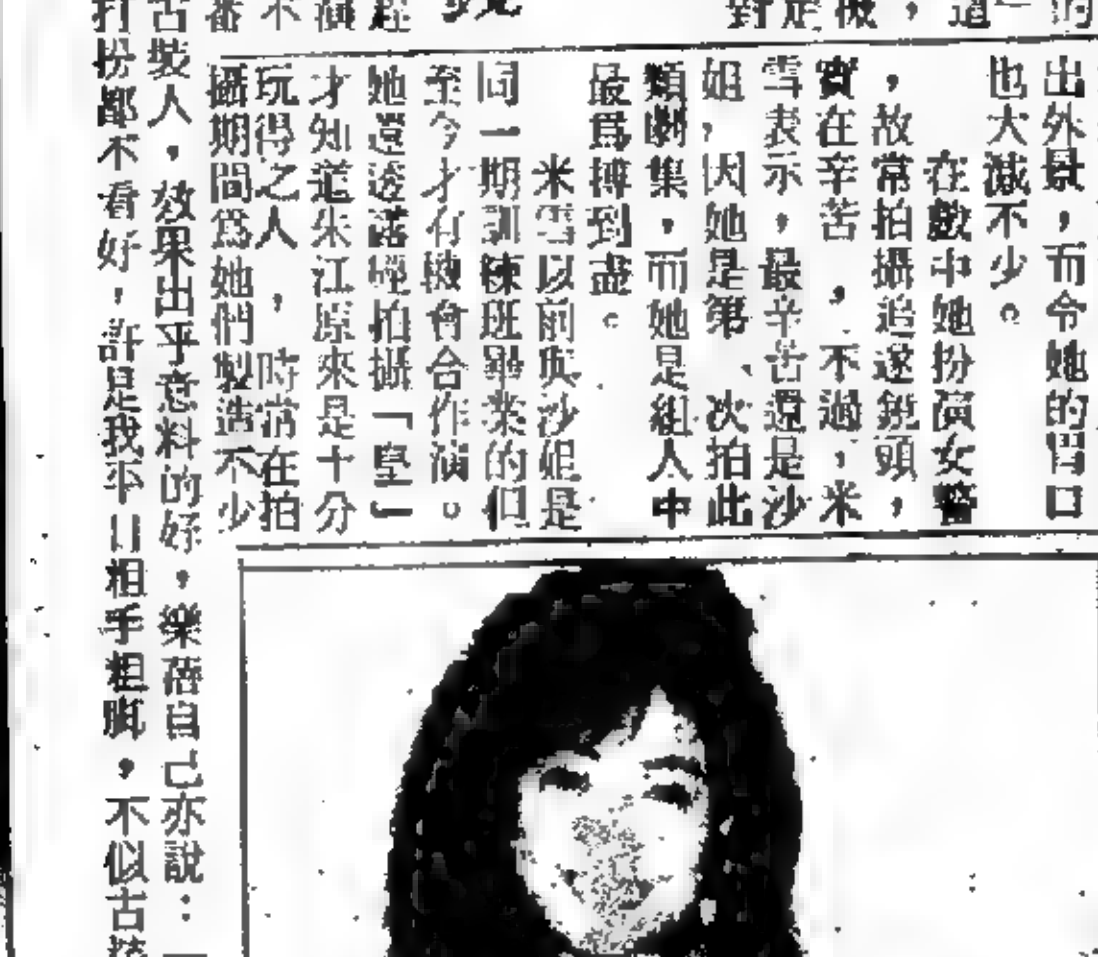 的
出外景，而令她的胃口
也大減不少。
在戲中她扮演女警
，故常拍攝追逐鏡頭，
實在辛苦，不過，米
雪表示，最辛苦還是沙
姐，因她是第、次拍此
類劇集，而她是組人中
最爲搏到盡。
米雪以前與沙姐是
同一期訓練班畢業的但
至今才有機會合作演。
她還透露拍攝「壁」
才知道朱江原來是十分
玩得之人，時常在拍
攝期間爲她們製造不少
古裝人，效果出乎意料的好，樂蓓自己亦說：
打扮都不看好，許是我平日粗手粗脚，不似古裝